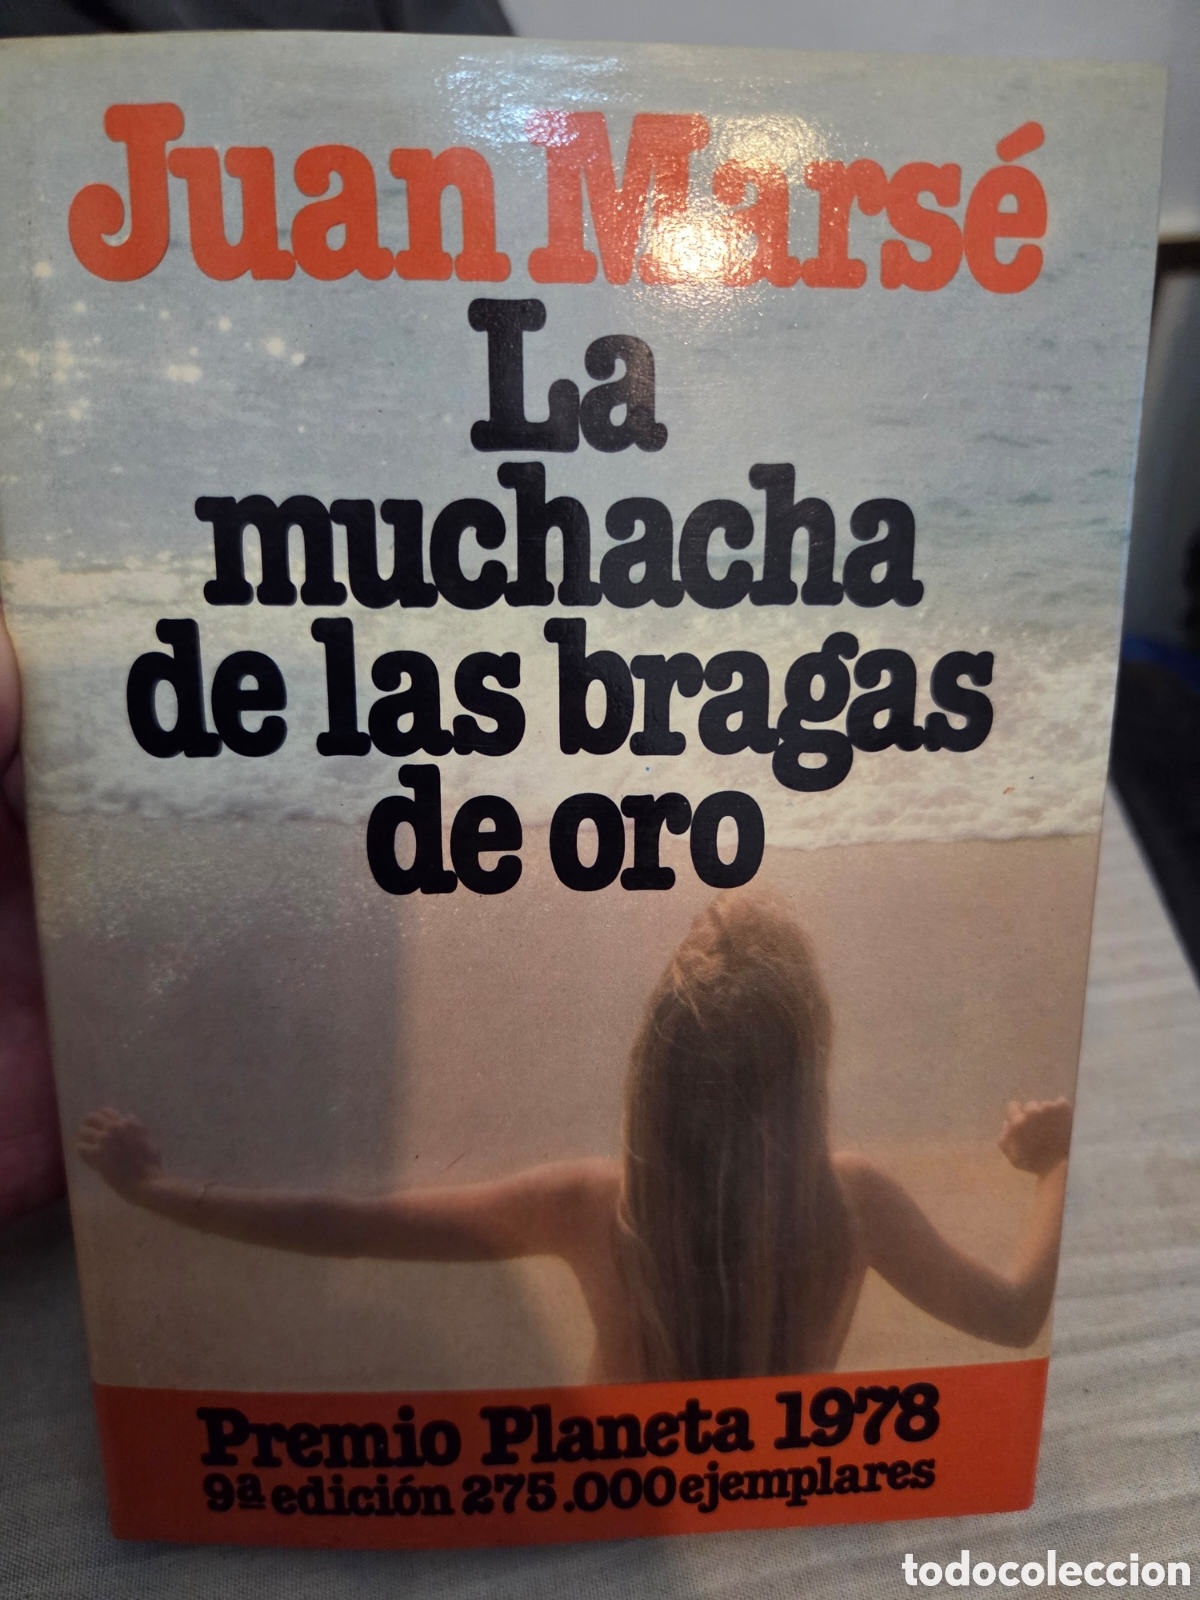 Juan Marsé
La
muchacha
de las bragas
de oro
Premio Planeta 1978
9ª edición 275.000 ejemplares
todocoleccion